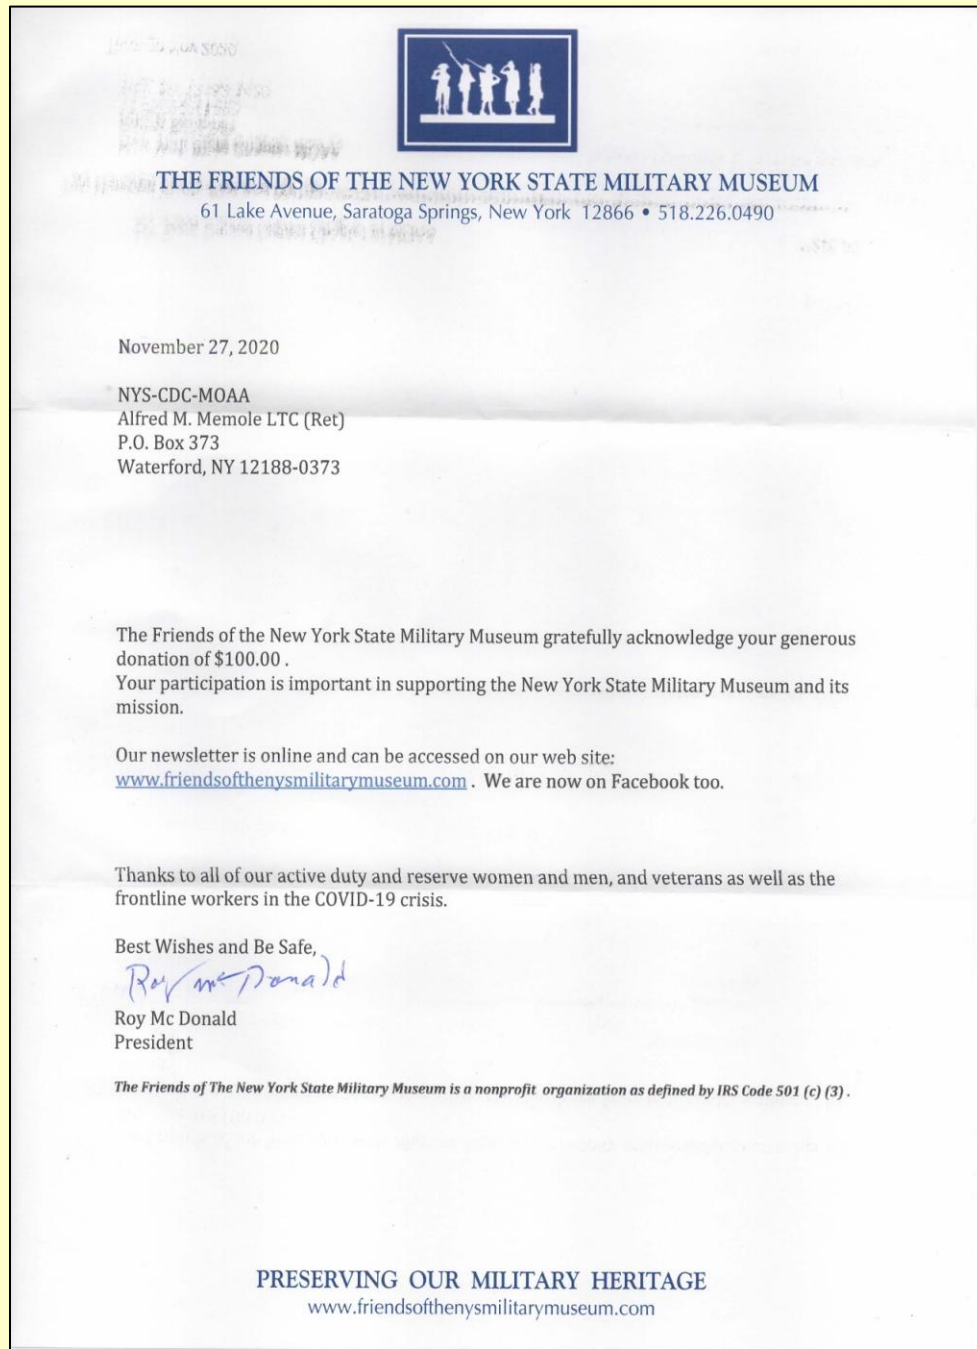 THE FRIENDS OF THE NEW YORK STATE MILITARY MUSEUM
61 Lake Avenue, Saratoga Springs, New York 12866 • 518.226.0490
November 27, 2020
NYS-CDC-MOAA
Alfred M. Memole LTC (Ret)
P.O. Box 373
Waterford, NY 12188-0373
The Friends of the New York State Military Museum gratefully acknowledge your generous
donation of $100.00 .
Your participation is important in supporting the New York State Military Museum and its
mission.
Our newsletter is online and can be accessed on our web site:
www.friendsofthenysmilitarymuseum.com . We are now on Facebook too.
Thanks to all of our active duty and reserve women and men, and veterans as well as the
frontline workers in the COVID-19 crisis.
Best Wishes and Be Safe,
Roy McDonald
Roy Mc Donald
President
The Friends of The New York State Military Museum is a nonprofit organization as defined by IRS Code 501 (c) (3) .
PRESERVING OUR MILITARY HERITAGE
www.friendsofthenysmilitarymuseum.com